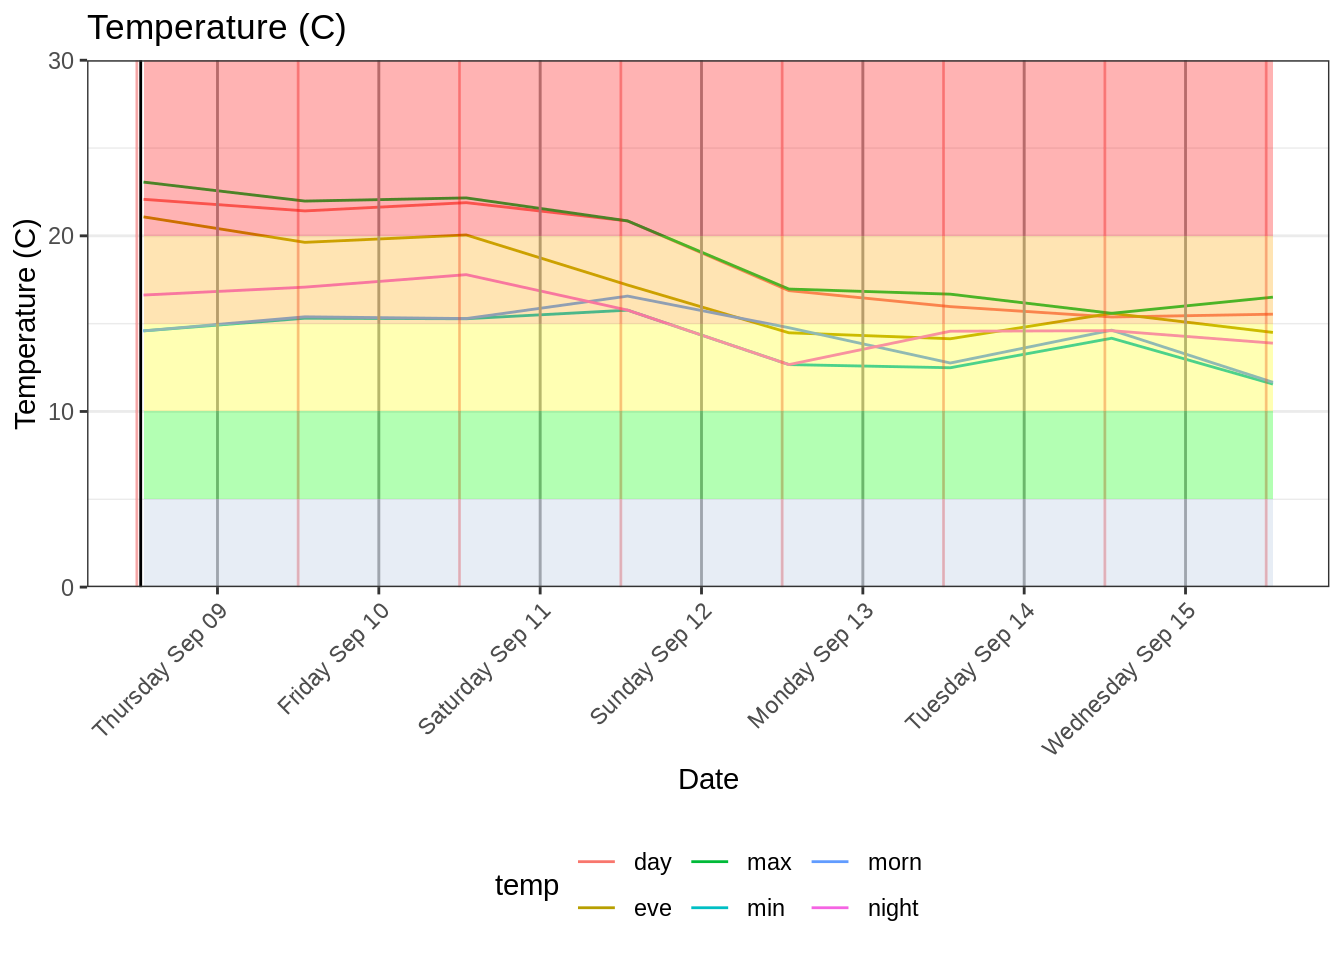 Temperature (C)
30
20
10
0
Temperature (C)
Thursday Sep 09
Friday Sep 10
Saturday Sep 11
Sunday Sep 12
Monday Sep 13
Tuesday Sep 14
Wednesday Sep 15
Date
temp
day
max
morn
eve
min
night